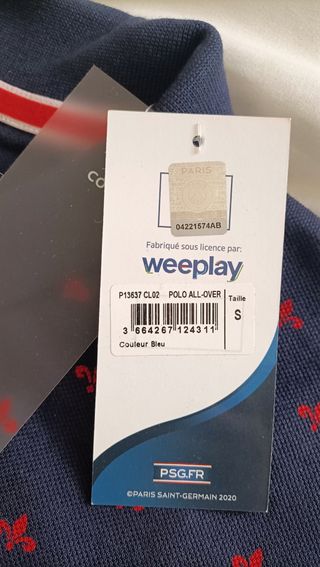 PARIS
04221574AB
Fabriqué sous licence par:
weeplay
P13637 CL02 POLO ALL-OVER
Taille
S
3 664267 124311
Couleur Bleu
PSG.FR
©PARIS SAINT-GERMAIN 2020